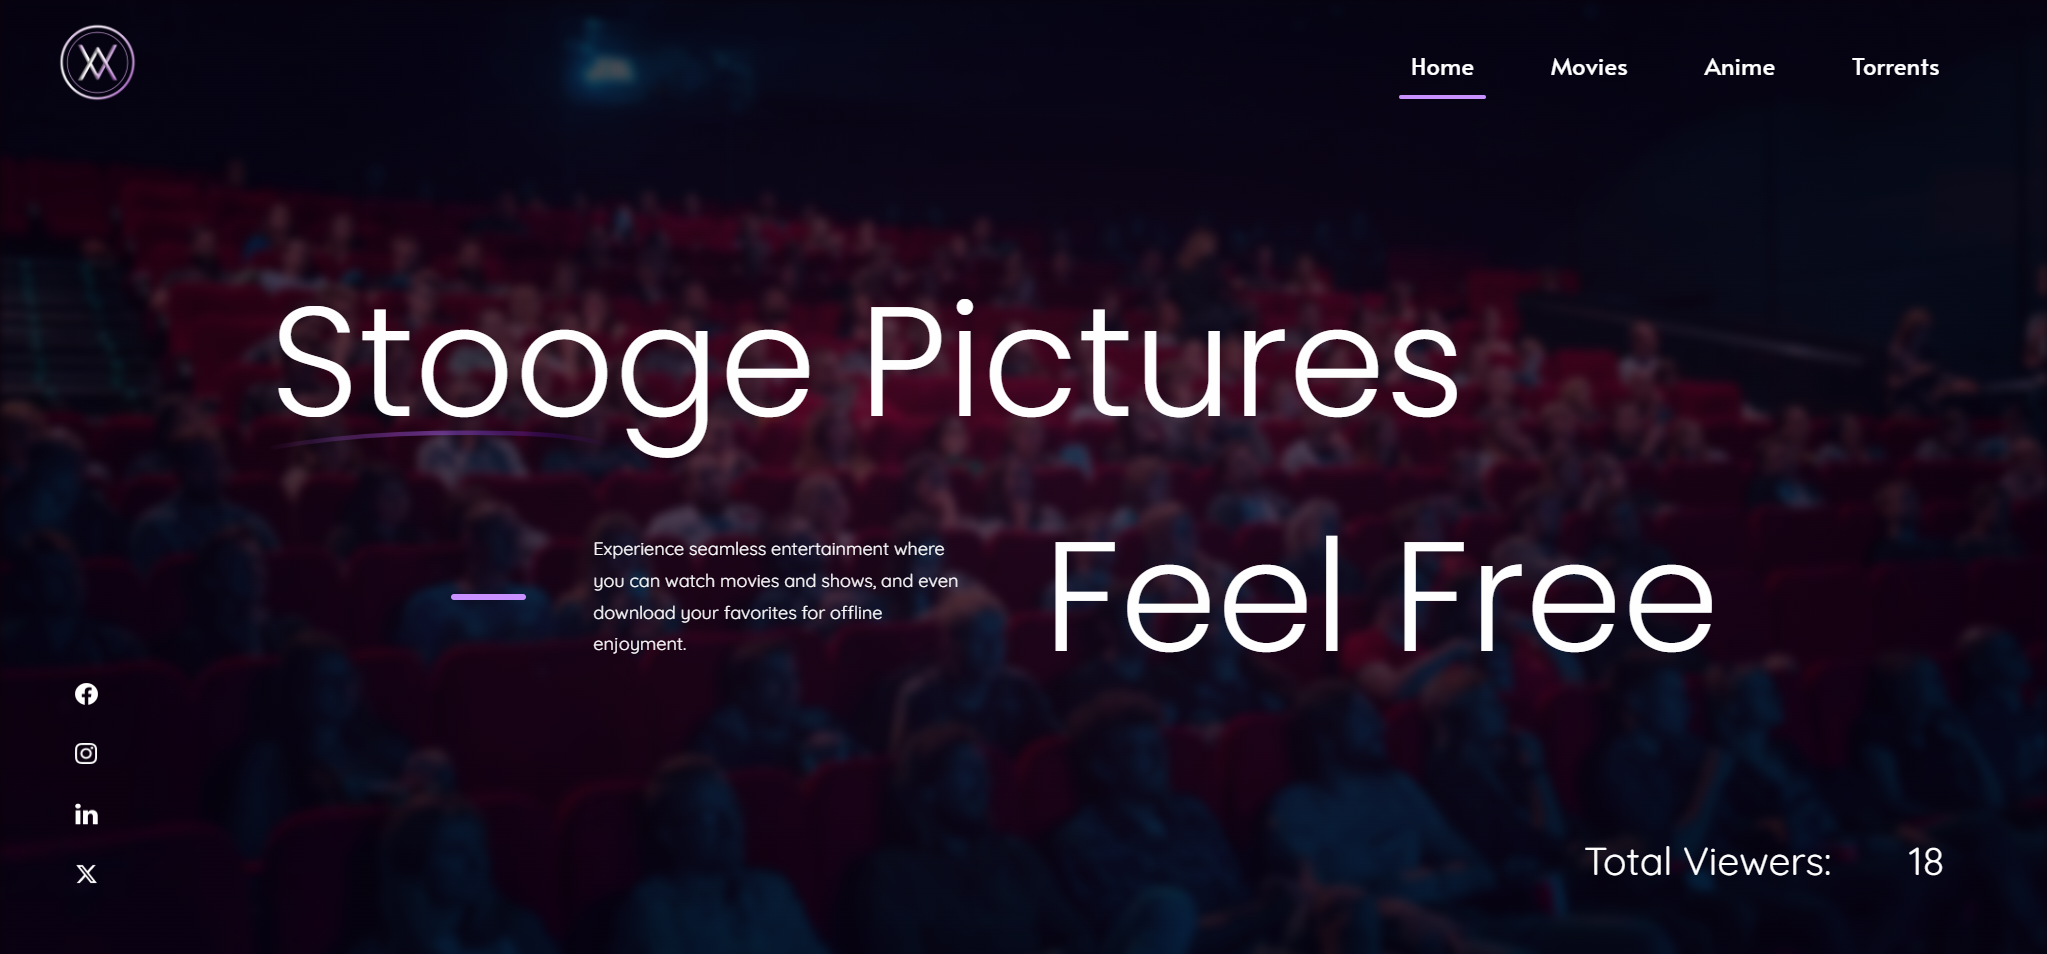 Home Movies Anime Torrents
Stooge Pictures
Experience seamless entertainment where
you can watch movies and shows, and even
download your favorites for offline
enjoyment.
Feel Free
Total Viewers: 18